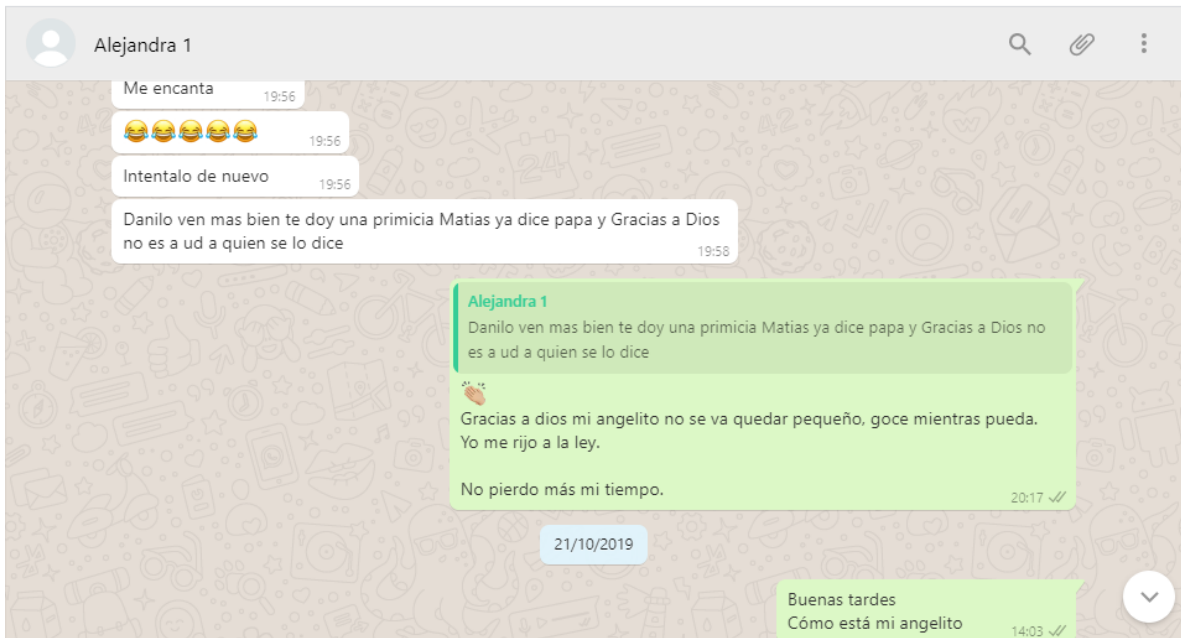 Alejandra 1
Me encanta
19:56
😂😂😂😂😂
19:56
Intentalo de nuevo
19:56
Danilo ven mas bien te doy una primicia Matias ya dice papa y Gracias a Dios
no es a ud a quien se lo dice
19:58
Alejandra 1
Danilo ven mas bien te doy una primicia Matias ya dice papa y Gracias a Dios no
es a ud a quien se lo dice
👏🏼
Gracias a dios mi angelito no se va quedar pequeño, goce mientras pueda.
Yo me rijo a la ley.
No pierdo más mi tiempo.
20:17
21/10/2019
Buenas tardes
Cómo está mi angelito
14:03